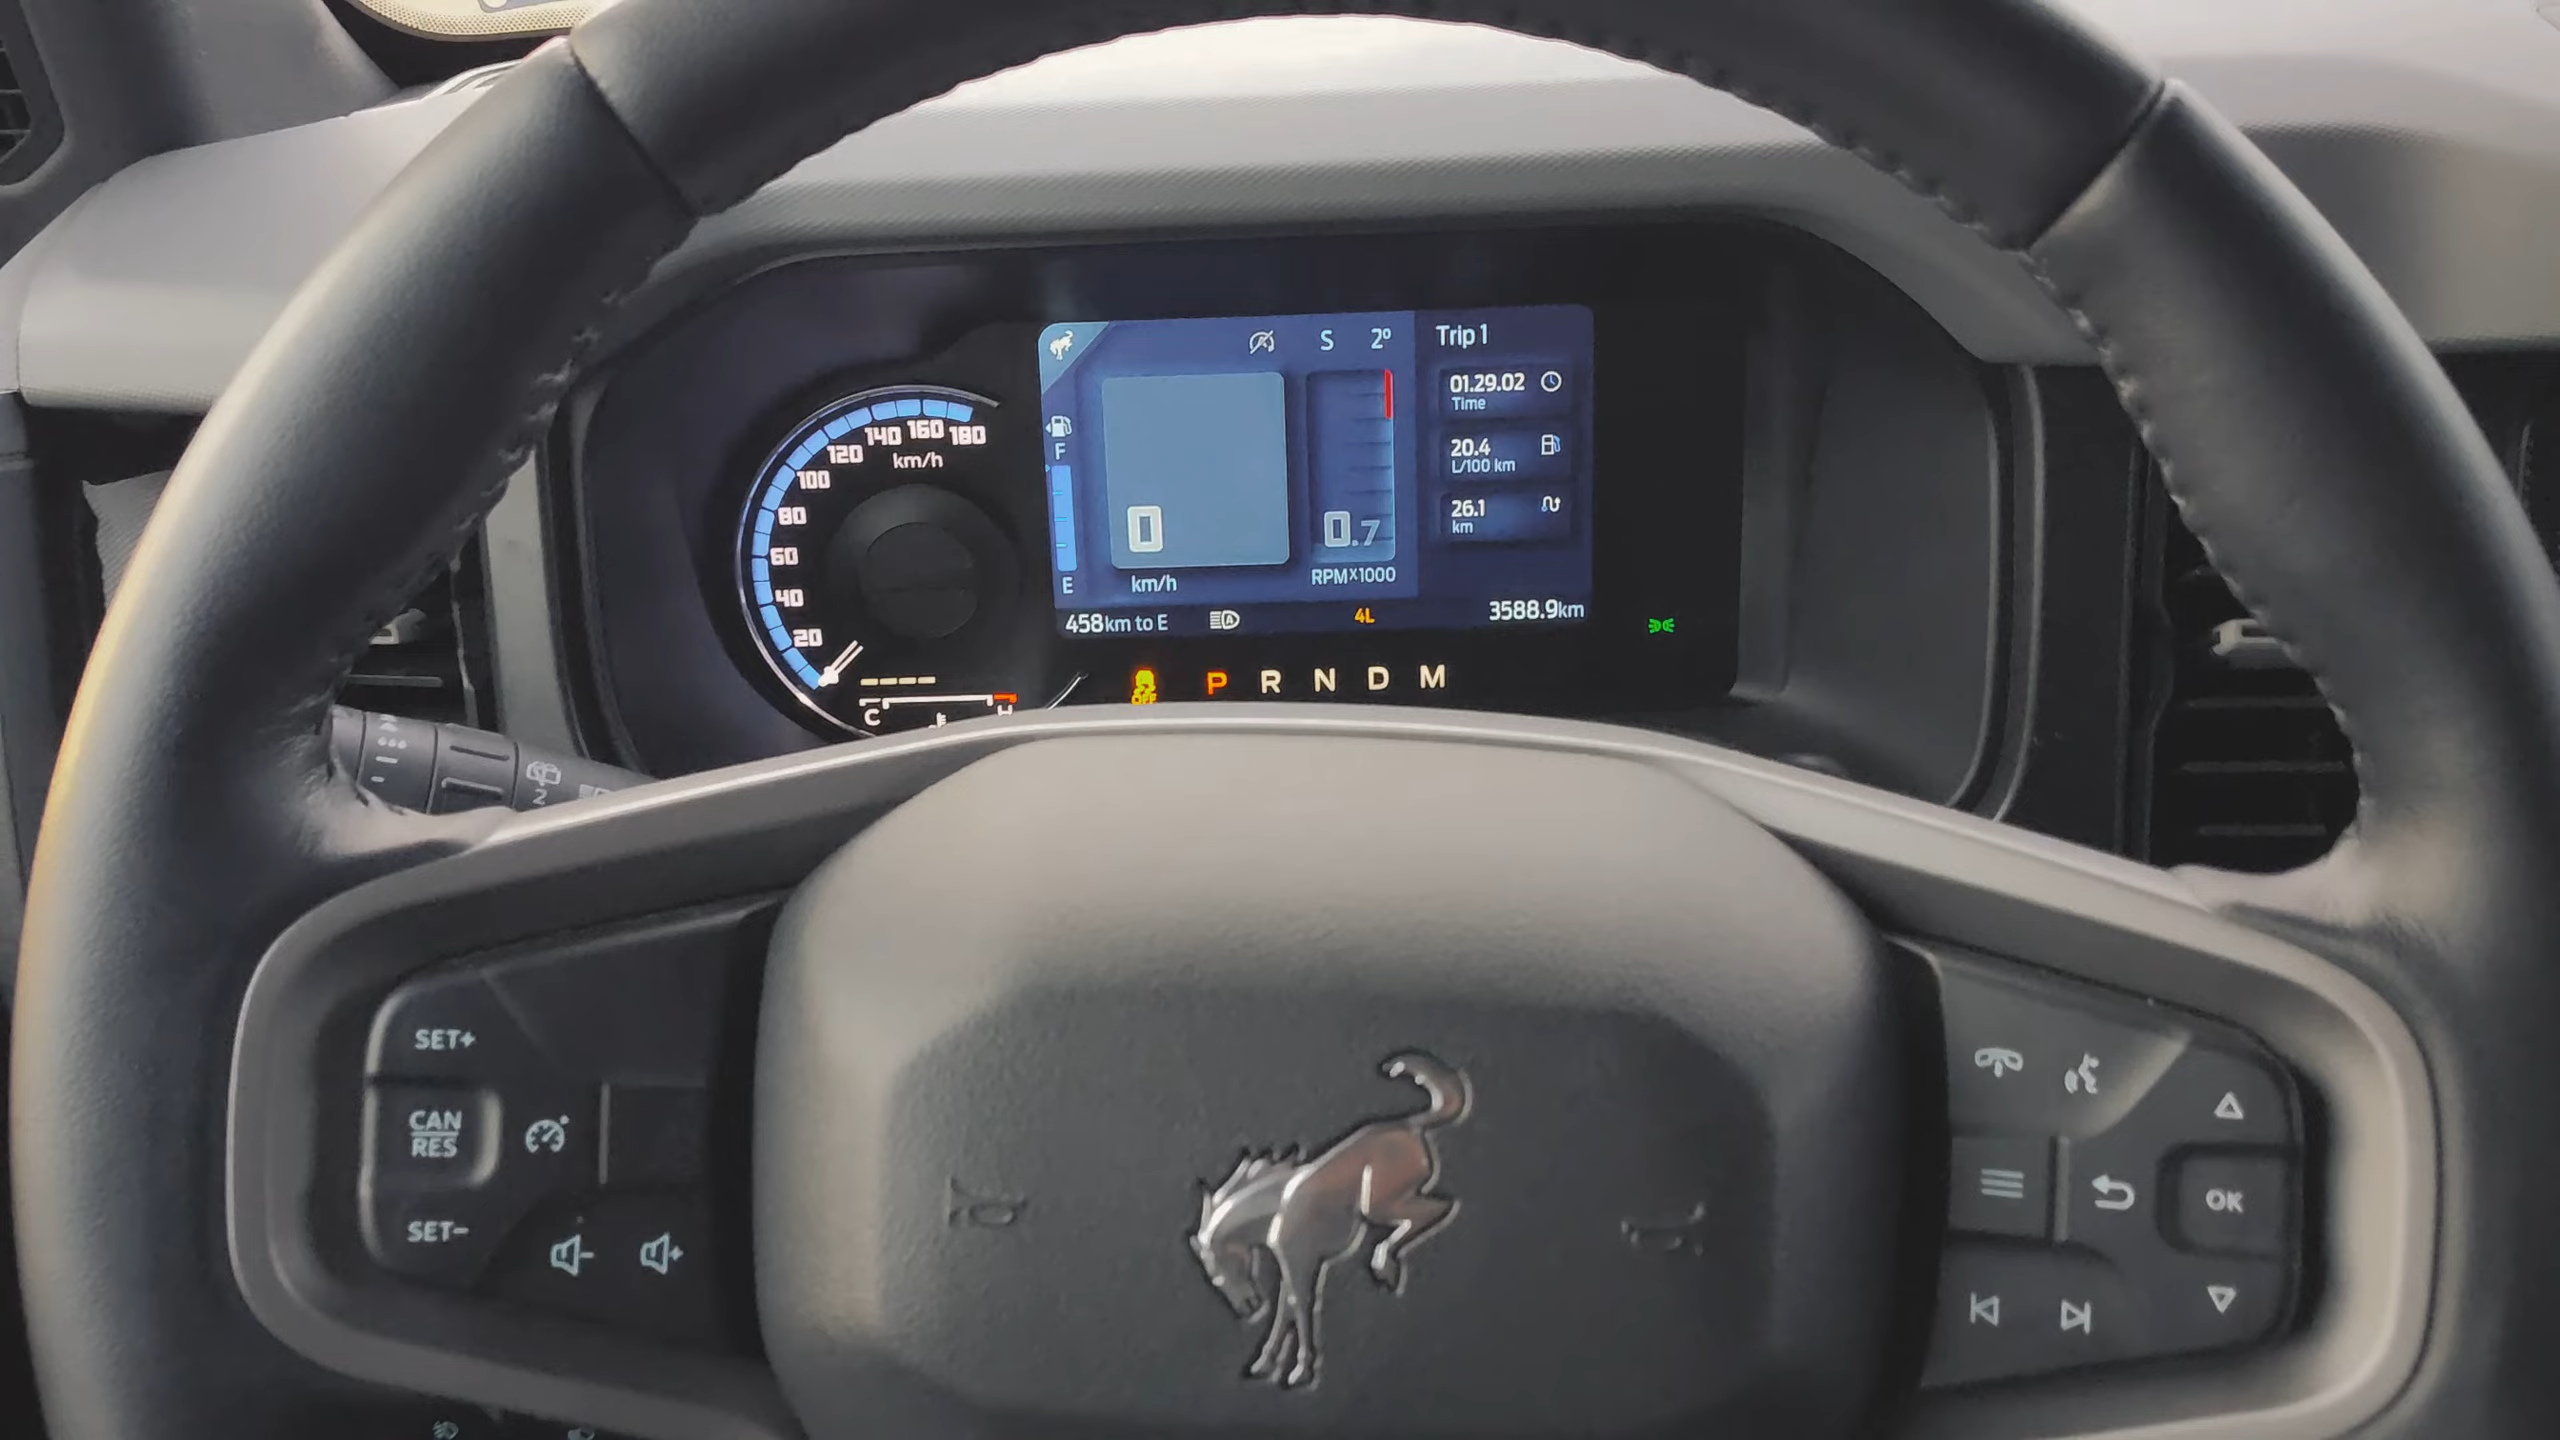 S 2°
Trip 1
01.29.02
Time
20.4
L/100 km
26.1
km
F
E
0
km/h
0.7
RPMx1000
458km to E
4L
3588.9km
180
160
140
120
100
80
60
40
20
km/h
C H
OFF
P R N D M
SET+
CAN
RES
SET-
OK